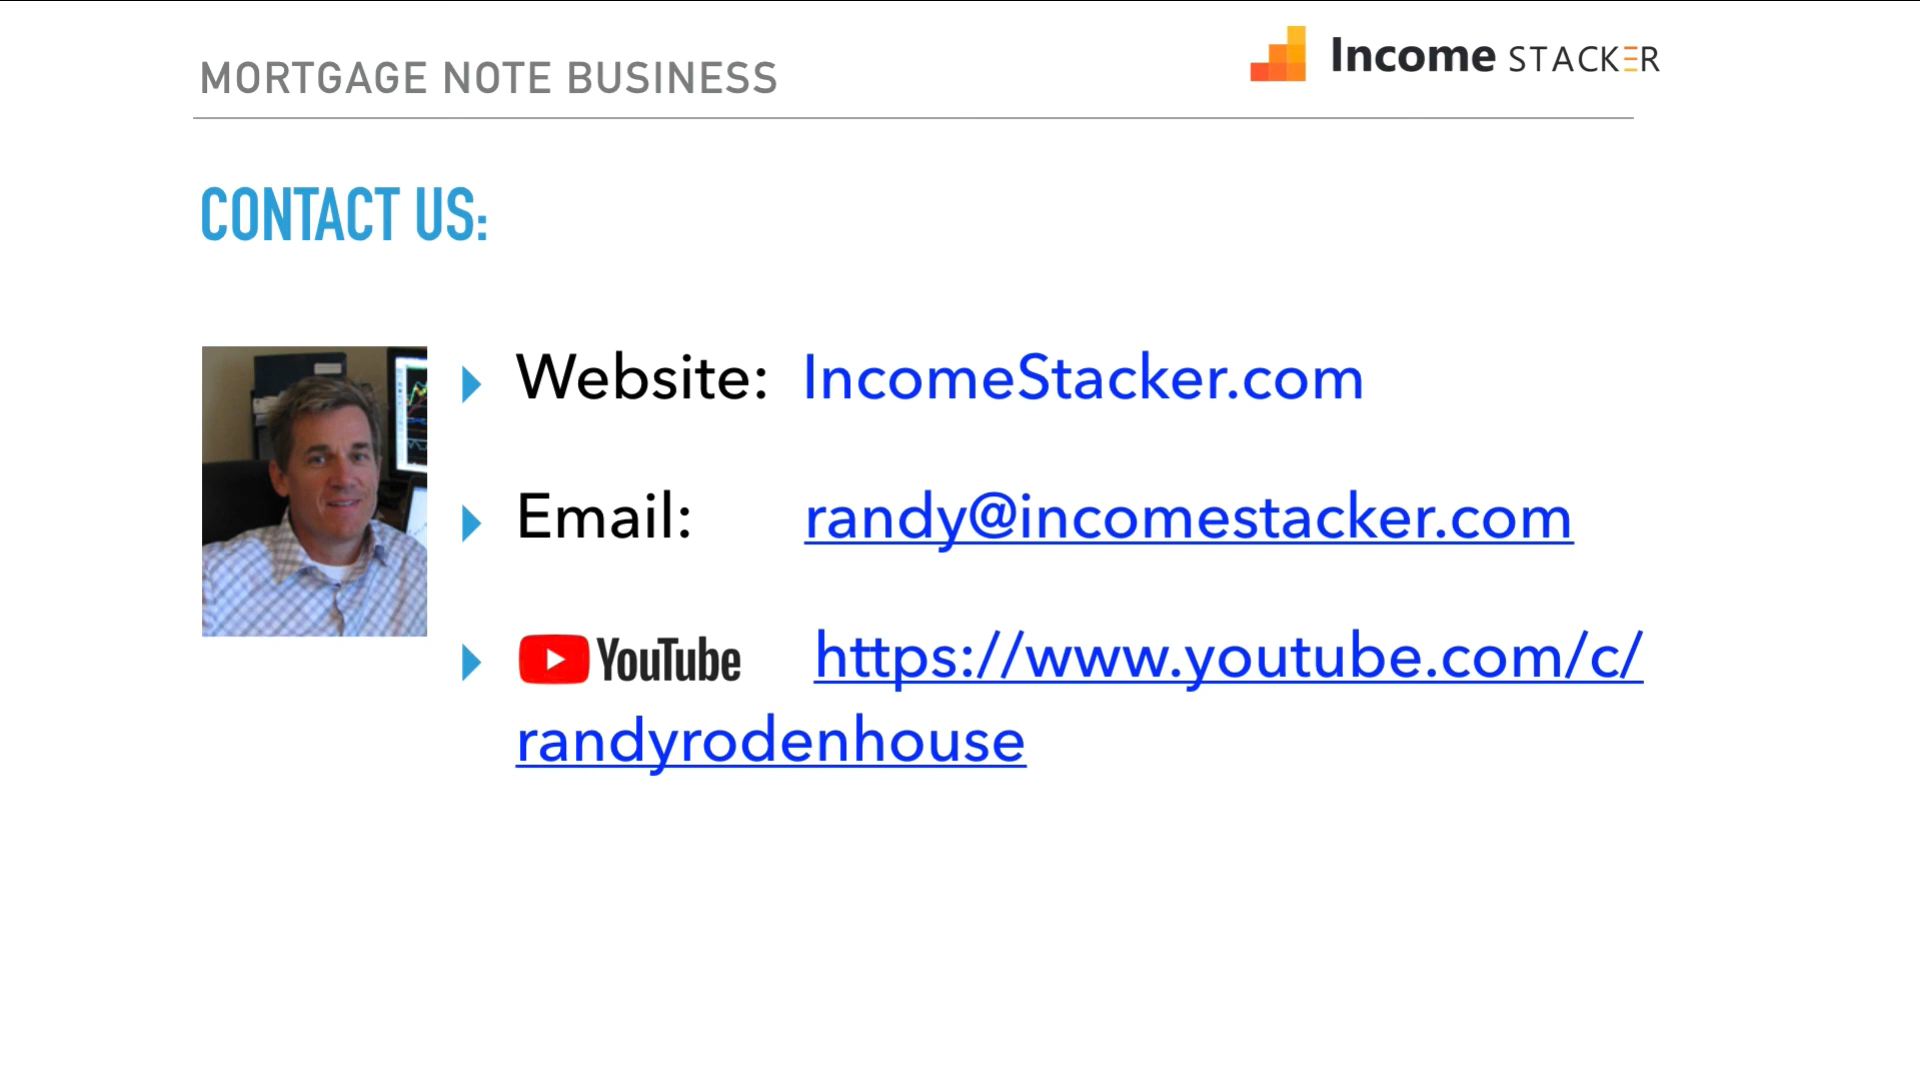 MORTGAGE NOTE BUSINESS
Income STACKER
CONTACT US:
Website: IncomeStacker.com
Email: randy@incomestacker.com
YouTube https://www.youtube.com/c/
randyrodenhouse